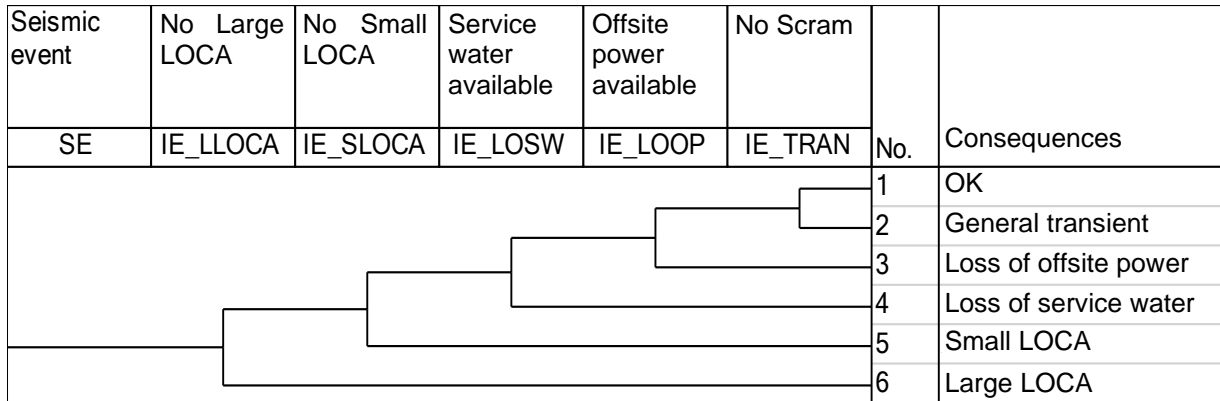 Seismic
event
No Large
LOCA
No Small
LOCA
Service
water
available
Offsite
power
available
No Scram
SE
IE_LLOCA
IE_SLOCA
IE_LOSW
IE_LOOP
IE_TRAN
No.
Consequences
1 OK
2 General transient
3 Loss of offsite power
4 Loss of service water
5 Small LOCA
6 Large LOCA